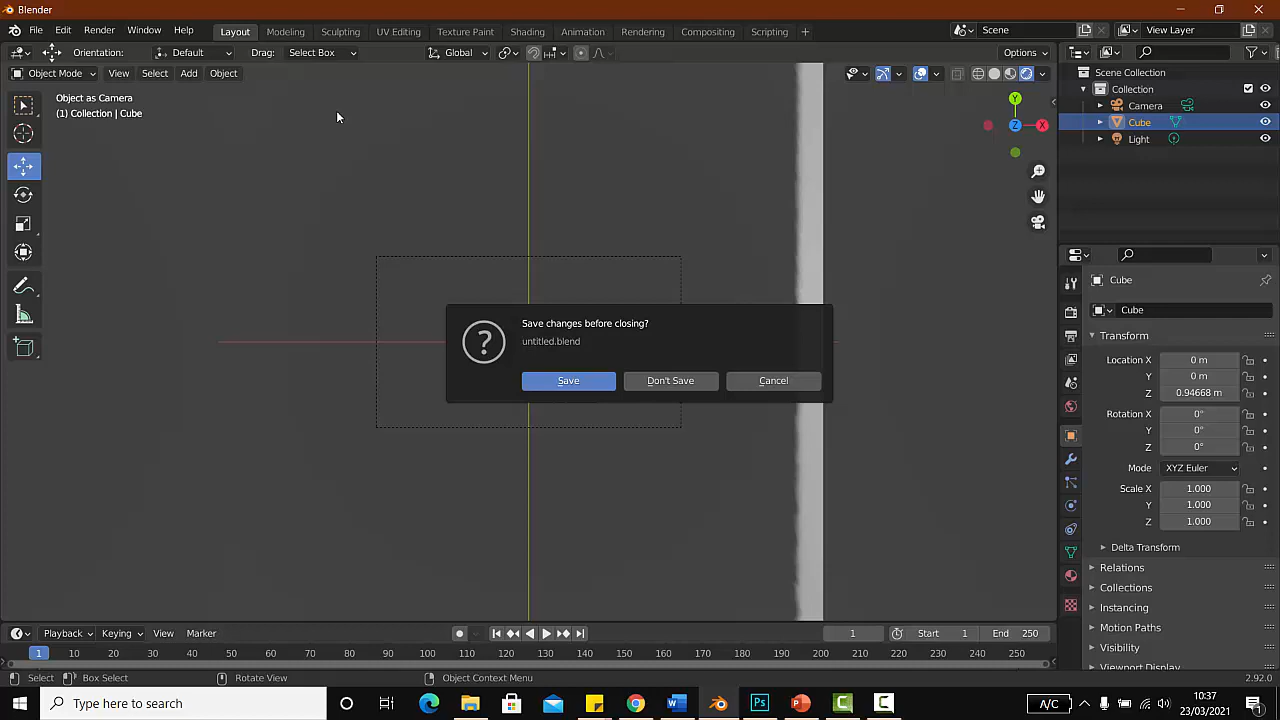 Blender
File Edit Render Window Help Layout Modeling Sculpting UV Editing Texture Paint Shading Animation Rendering Compositing Scripting + Scene View Layer
Orientation: Default Drag: Select Box Global Options
Object Mode View Select Add Object
Scene Collection
Collection
Camera
Cube
Light
Object as Camera
(1) Collection | Cube
Y
X
Z
Save changes before closing?
untitled.blend
Save Don't Save Cancel
Cube
Cube
Transform
Location X 0 m
Y 0 m
Z 0.94668 m
Rotation X 0°
Y 0°
Z 0°
Mode XYZ Euler
Scale X 1.000
Y 1.000
Z 1.000
Delta Transform
Relations
Collections
Instancing
Motion Paths
Visibility
Viewport Display
Playback Keying View Marker 1 Start 1 End 250
1 10 20 30 40 50 60 70 80 90 100 110 120 130 140 150 160 170 180 190 200 210 220 230 240 250
Select Box Select Rotate View Object Context Menu 2.92.0
Type here to search A/C 10:37
23/03/2021